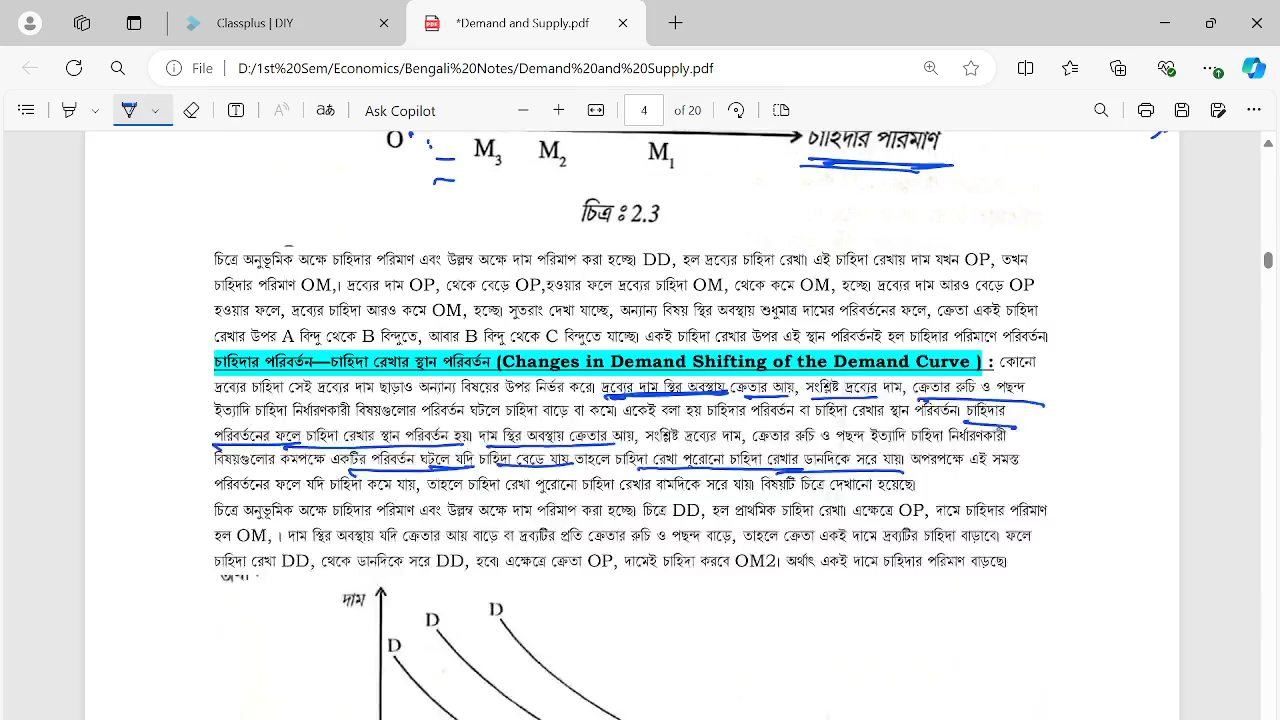 Classplus | DIY
*Demand and Supply.pdf
File D:/1st%20Sem/Economics/Bengali%20Notes/Demand%20and%20Supply.pdf
Ask Copilot 4 of 20
O M3 M2 M1 চাহিদার পরিমাণ
চিত্র ঃ 2.3
চিত্রে অনুভূমিক অক্ষে চাহিদার পরিমাণ এবং উল্লম্ব অক্ষে দাম পরিমাপ করা হচ্ছে। DD, হল দ্রব্যের চাহিদা রেখা। এই চাহিদা রেখায় দাম যখন OP, তখন
চাহিদার পরিমাণ OM,। দ্রব্যের দাম OP, থেকে বেড়ে OP,হওয়ার ফলে দ্রব্যের চাহিদা OM, থেকে কমে OM, হচ্ছে। দ্রব্যের দাম আরও বেড়ে OP
হওয়ার ফলে, দ্রব্যের চাহিদা আরও কমে OM, হচ্ছে। সুতরাং দেখা যাচ্ছে, অন্যান্য বিষয় স্থির অবস্থায় শুধুমাত্র দামের পরিবর্তনের ফলে, ক্রেতা একই চাহিদা
রেখার উপর A বিন্দু থেকে B বিন্দুতে, আবার B বিন্দু থেকে C বিন্দুতে যাচ্ছে। একই চাহিদা রেখার উপর এই স্থান পরিবর্তনই হল চাহিদার পরিমাণে পরিবর্তন।
চাহিদার পরিবর্তন—চাহিদা রেখার স্থান পরিবর্তন (Changes in Demand Shifting of the Demand Curve ) : কোনো
দ্রব্যের চাহিদা সেই দ্রব্যের দাম ছাড়াও অন্যান্য বিষয়ের উপর নির্ভর করে। দ্রব্যের দাম স্থির অবস্থায় ক্রেতার আয়, সংশ্লিষ্ট দ্রব্যের দাম, ক্রেতার রুচি ও পছন্দ
ইত্যাদি চাহিদা নির্ধারণকারী বিষয়গুলোর পরিবর্তন ঘটলে চাহিদা বাড়ে বা কমে। একেই বলা হয় চাহিদার পরিবর্তন বা চাহিদা রেখার স্থান পরিবর্তন। চাহিদার
পরিবর্তনের ফলে চাহিদা রেখার স্থান পরিবর্তন হয়। দাম স্থির অবস্থায় ক্রেতার আয়, সংশ্লিষ্ট দ্রব্যের দাম, ক্রেতার রুচি ও পছন্দ ইত্যাদি চাহিদা নির্ধারণকারী
বিষয়গুলোর কমপক্ষে একটির পরিবর্তন ঘটলে যদি চাহিদা বেড়ে যায় তাহলে চাহিদা রেখা পুরোনো চাহিদা রেখার ডানদিকে সরে যায়। অপরপক্ষে এই সমস্ত
পরিবর্তনের ফলে যদি চাহিদা কমে যায়, তাহলে চাহিদা রেখা পুরোনো চাহিদা রেখার বামদিকে সরে যায়। বিষয়টি চিত্রে দেখানো হয়েছে।
চিত্রে অনুভূমিক অক্ষে চাহিদার পরিমাণ এবং উল্লম্ব অক্ষে দাম পরিমাপ করা হচ্ছে। চিত্রে DD, হল প্রাথমিক চাহিদা রেখা। এক্ষেত্রে OP, দামে চাহিদার পরিমাণ
হল OM, । দাম স্থির অবস্থায় যদি ক্রেতার আয় বাড়ে বা দ্রব্যটির প্রতি ক্রেতার রুচি ও পছন্দ বাড়ে, তাহলে ক্রেতা একই দামে দ্রব্যটির চাহিদা বাড়াবে। ফলে
চাহিদা রেখা DD, থেকে ডানদিকে সরে DD, হবে। এক্ষেত্রে ক্রেতা OP, দামেই চাহিদা করবে OM2। অর্থাৎ একই দামে চাহিদার পরিমাণ বাড়ছে।
দাম D D
D